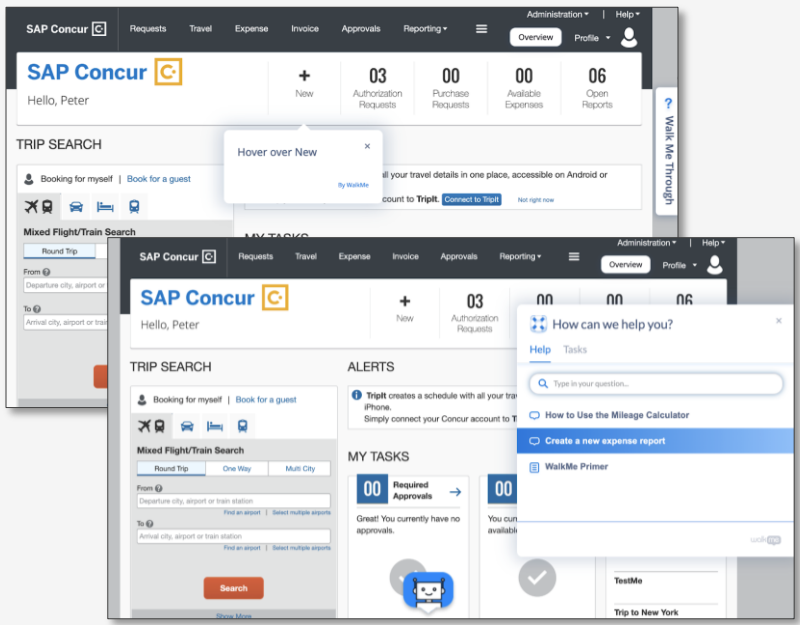 Administration | Help
SAP Concur C Requests Travel Expense Invoice Approvals Reporting
Overview Profile
SAP Concur C
Hello, Peter
+ 03 00 00 06
New Authorization Purchase Available Open
Requests Requests Expenses Reports
? Walk Me Through
TRIP SEARCH
Hover over New ×
By WalkMe
Booking for myself | Book for a guest
all your travel details in one place, accessible on Android or
count to TripIt. Connect to TripIt Not right now
MY TASKS
Mixed Flight/Train Search
Round Trip
From ?
Departure city, airport or
To ?
Arrival city, airport or train
Administration | Help
SAP Concur C Requests Travel Expense Invoice Approvals Reporting
Overview Profile
SAP Concur C
Hello, Peter
+ 03 00 00 06
New Authorization
Requests
How can we help you? ×
Help Tasks
Type in your question...
How to Use the Mileage Calculator
Create a new expense report
WalkMe Primer
walkme
TRIP SEARCH
Booking for myself | Book for a guest
Mixed Flight/Train Search
Round Trip One Way Multi City
From ?
Departure city, airport or train station
Find an airport | Select multiple airports
To ?
Arrival city, airport or train station
Find an airport | Select multiple airports
Search
Show More
ALERTS
TripIt creates a schedule with all your
iPhone.
Simply connect your Concur account to
MY TASKS
00 Required
Approvals
Great! You currently have no
approvals.
00
You
available
TestMe
Trip to New York